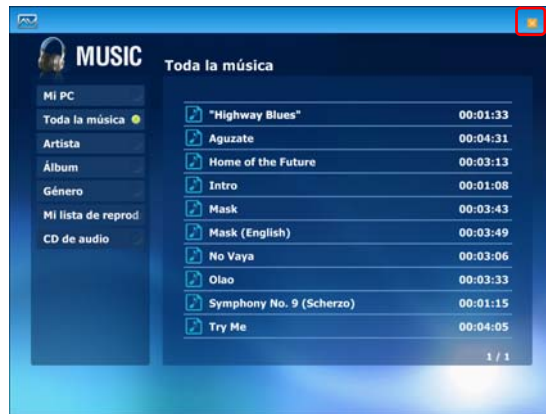 MUSIC
Toda la música
Mi PC
Toda la música
Artista
Álbum
Género
Mi lista de reprod
CD de audio
"Highway Blues" 00:01:33
Aguzate 00:04:31
Home of the Future 00:03:13
Intro 00:01:08
Mask 00:03:43
Mask (English) 00:03:49
No Vaya 00:03:06
Olao 00:03:33
Symphony No. 9 (Scherzo) 00:01:15
Try Me 00:04:05
1 / 1